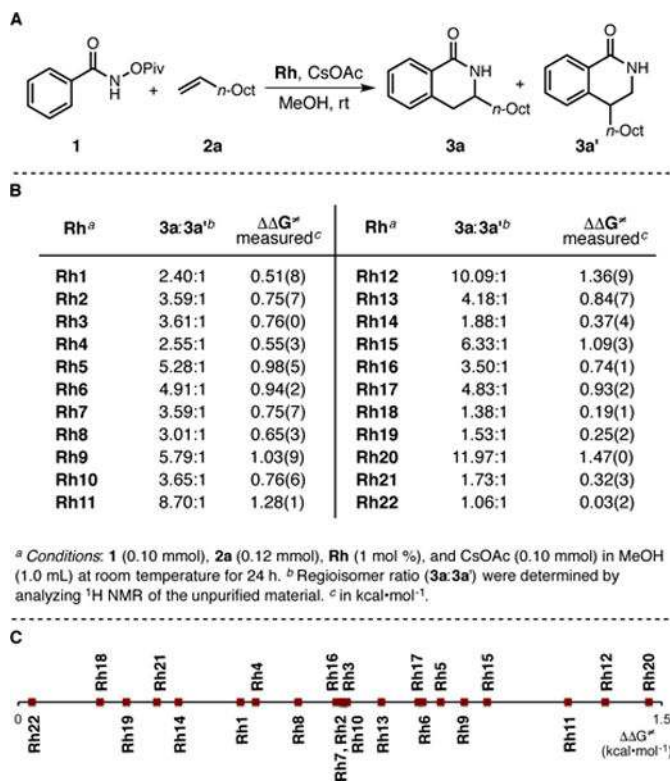 A
O
N
H
OPiv
+
n-Oct
Rh, CsOAc
MeOH, rt
O
NH
n-Oct
+
O
NH
n-Oct
1
2a
3a
3a'
B
Rh^a 3a:3a'^b ΔΔG≠ measured^c Rh^a 3a:3a'^b ΔΔG≠ measured^c
Rh1 2.40:1 0.51(8) Rh12 10.09:1 1.36(9)
Rh2 3.59:1 0.75(7) Rh13 4.18:1 0.84(7)
Rh3 3.61:1 0.76(0) Rh14 1.88:1 0.37(4)
Rh4 2.55:1 0.55(3) Rh15 6.33:1 1.09(3)
Rh5 5.28:1 0.98(5) Rh16 3.50:1 0.74(1)
Rh6 4.91:1 0.94(2) Rh17 4.83:1 0.93(2)
Rh7 3.59:1 0.75(7) Rh18 1.38:1 0.19(1)
Rh8 3.01:1 0.65(3) Rh19 1.53:1 0.25(2)
Rh9 5.79:1 1.03(9) Rh20 11.97:1 1.47(0)
Rh10 3.65:1 0.76(6) Rh21 1.73:1 0.32(3)
Rh11 8.70:1 1.28(1) Rh22 1.06:1 0.03(2)
a Conditions: 1 (0.10 mmol), 2a (0.12 mmol), Rh (1 mol %), and CsOAc (0.10 mmol) in MeOH
(1.0 mL) at room temperature for 24 h. b Regioisomer ratio (3a:3a') were determined by
analyzing ¹H NMR of the unpurified material. c in kcal•mol⁻¹.
C
Rh18 Rh21 Rh4 Rh16 Rh3 Rh17 Rh5 Rh15 Rh12 Rh20
0 1.5
Rh22 Rh19 Rh14 Rh1 Rh8 Rh7, Rh2 Rh10 Rh13 Rh6 Rh9 Rh11
ΔΔG≠
(kcal•mol⁻¹)